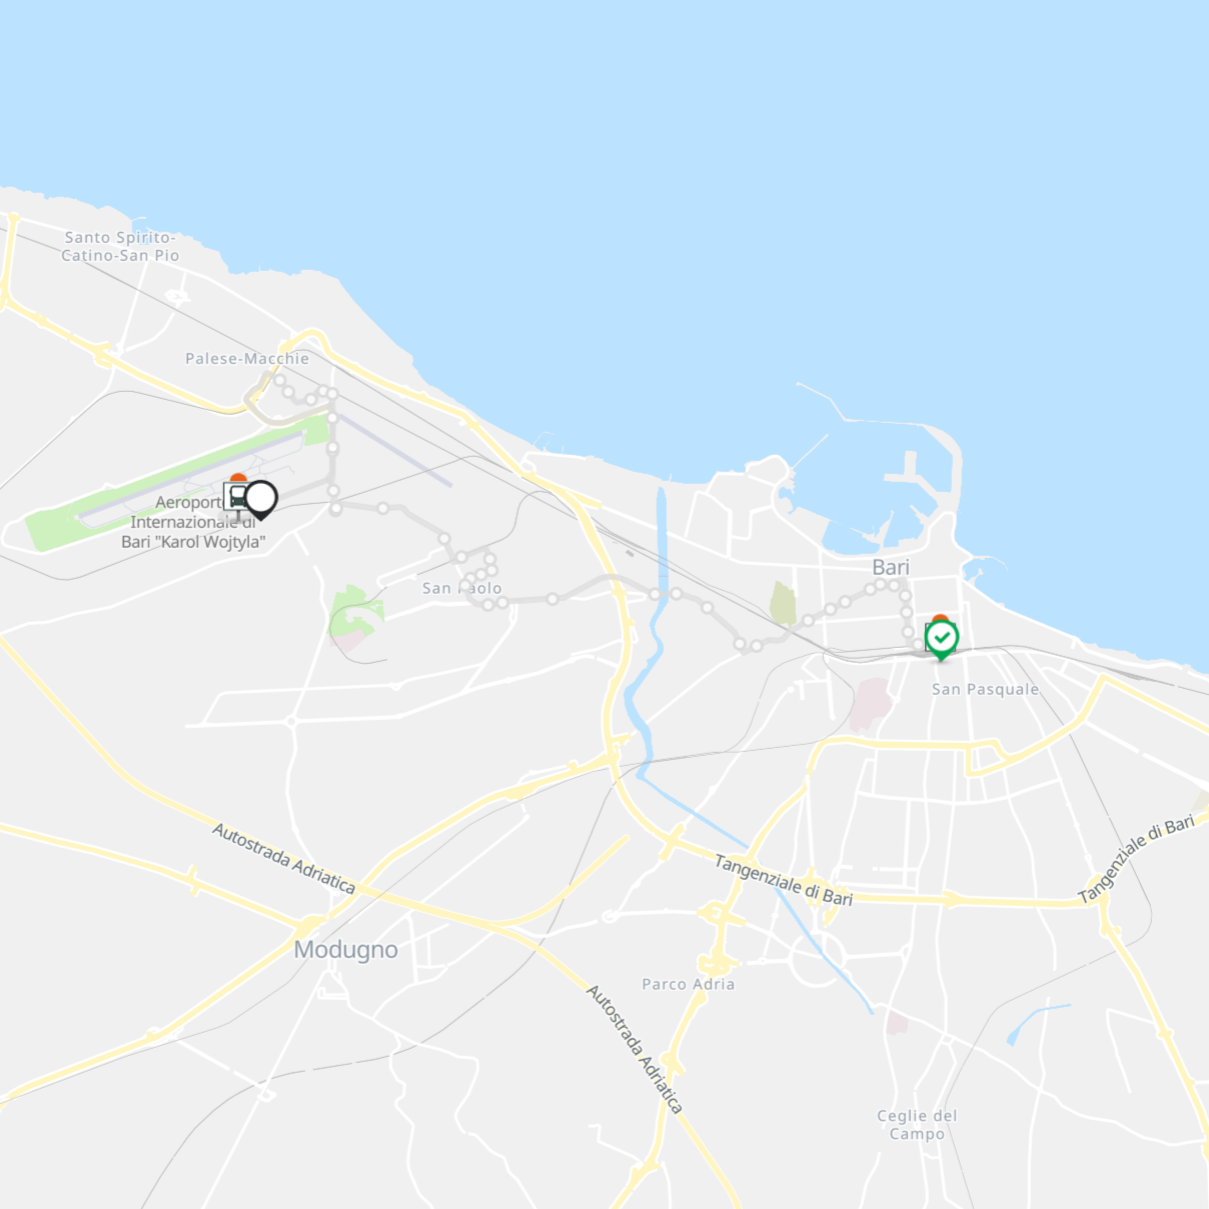 Santo Spirito-
Catino-San Pio
Palese-Macchie
Aeroporto
Internazionale di
Bari "Karol Wojtyla"
San Paolo
Bari
San Pasquale
Autostrada Adriatica
Tangenziale di Bari
Tangenziale di Bari
Modugno
Parco Adria
Autostrada Adriatica
Ceglie del
Campo